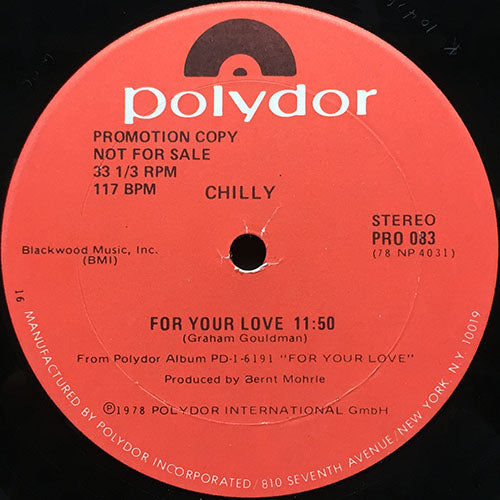 polydor
PROMOTION COPY
NOT FOR SALE
33 1/3 RPM
117 BPM
CHILLY
STEREO
PRO 083
(78 NP 4031)
Blackwood Music, Inc.
(BMI)
FOR YOUR LOVE 11:50
(Graham Gouldman)
From Polydor Album PD-1-6191 "FOR YOUR LOVE"
Produced by Bernt Mohrle
℗1978 POLYDOR INTERNATIONAL GmbH
16
MANUFACTURED BY POLYDOR INCORPORATED/810 SEVENTH AVENUE/NEW YORK, N.Y. 10019